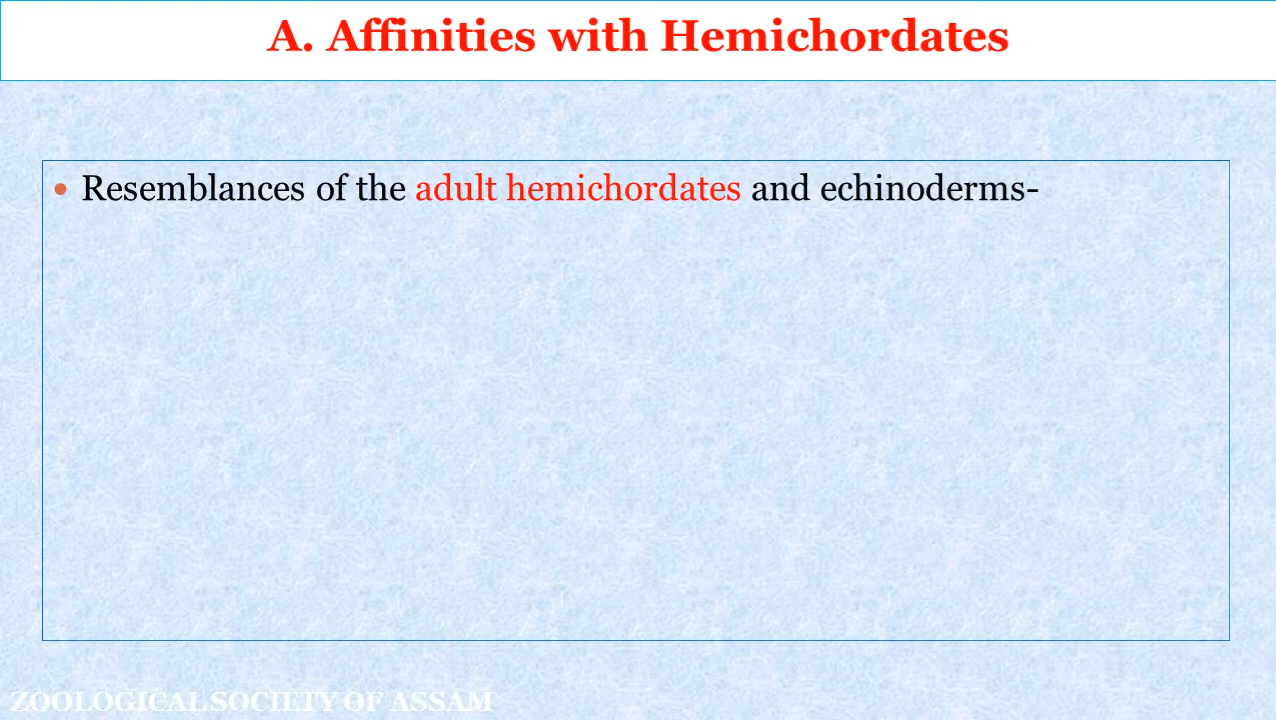 A. Affinities with Hemichordates
• Resemblances of the adult hemichordates and echinoderms-
ZOOLOGICAL SOCIETY OF ASSAM